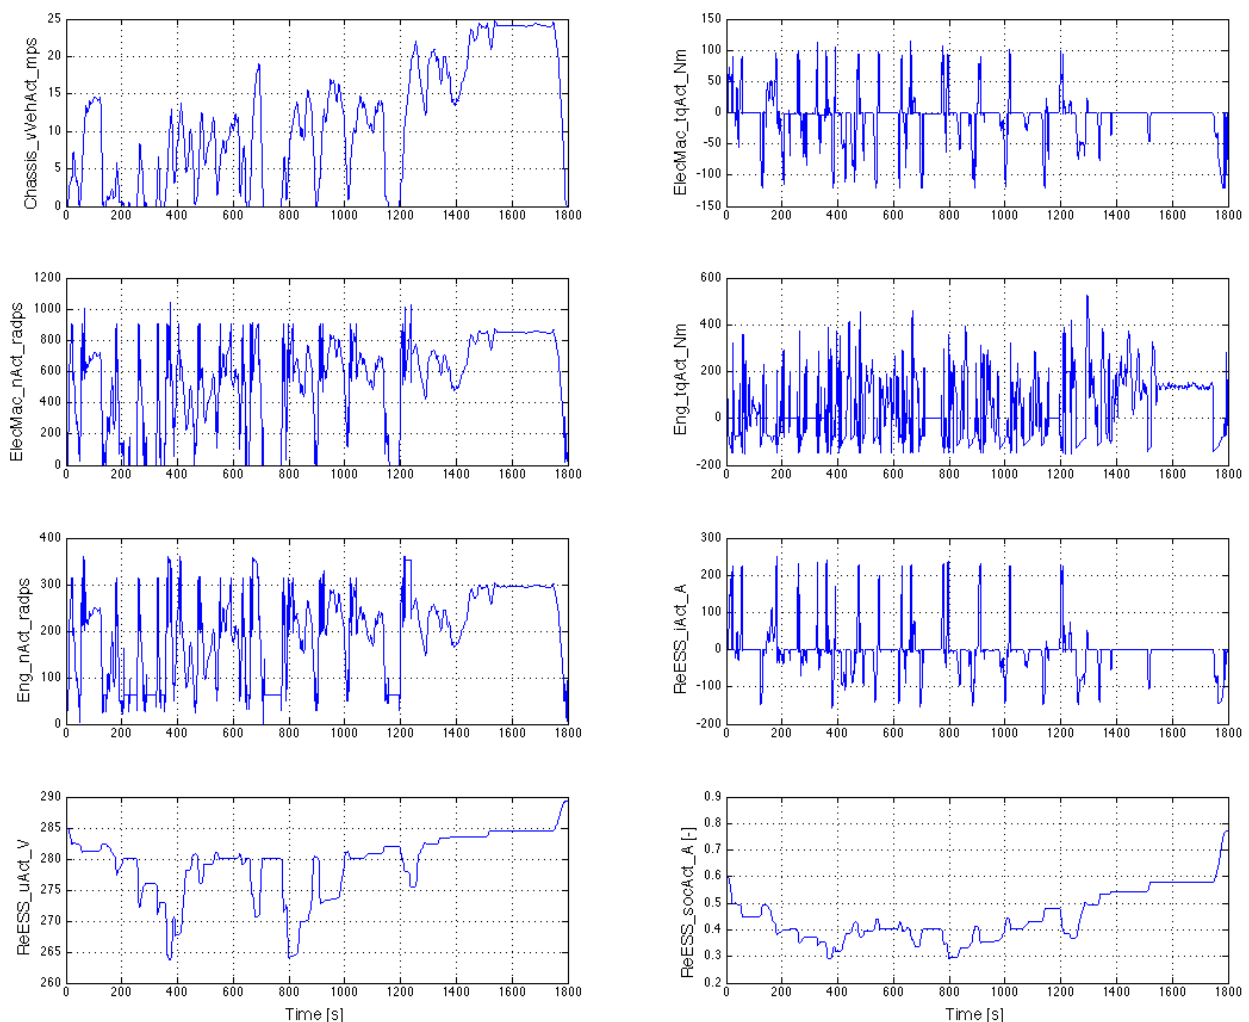 25
20
15
10
5
0
Chassis_vVehAct_mps
0 200 400 600 800 1000 1200 1400 1600 1800
150
100
50
0
-50
-100
-150
ElecMac_tqAct_Nm
0 200 400 600 800 1000 1200 1400 1600 1800
1200
1000
800
600
400
200
0
ElecMac_nAct_radps
0 200 400 600 800 1000 1200 1400 1600 1800
600
400
200
0
-200
Eng_tqAct_Nm
0 200 400 600 800 1000 1200 1400 1600 1800
400
300
200
100
0
Eng_nAct_radps
0 200 400 600 800 1000 1200 1400 1600 1800
300
200
100
0
-100
-200
ReESS_iAct_A
0 200 400 600 800 1000 1200 1400 1600 1800
290
285
280
275
270
265
260
ReESS_uAct_V
0 200 400 600 800 1000 1200 1400 1600 1800
Time [s]
0.9
0.8
0.7
0.6
0.5
0.4
0.3
0.2
ReESS_socAct_A [-]
0 200 400 600 800 1000 1200 1400 1600 1800
Time [s]